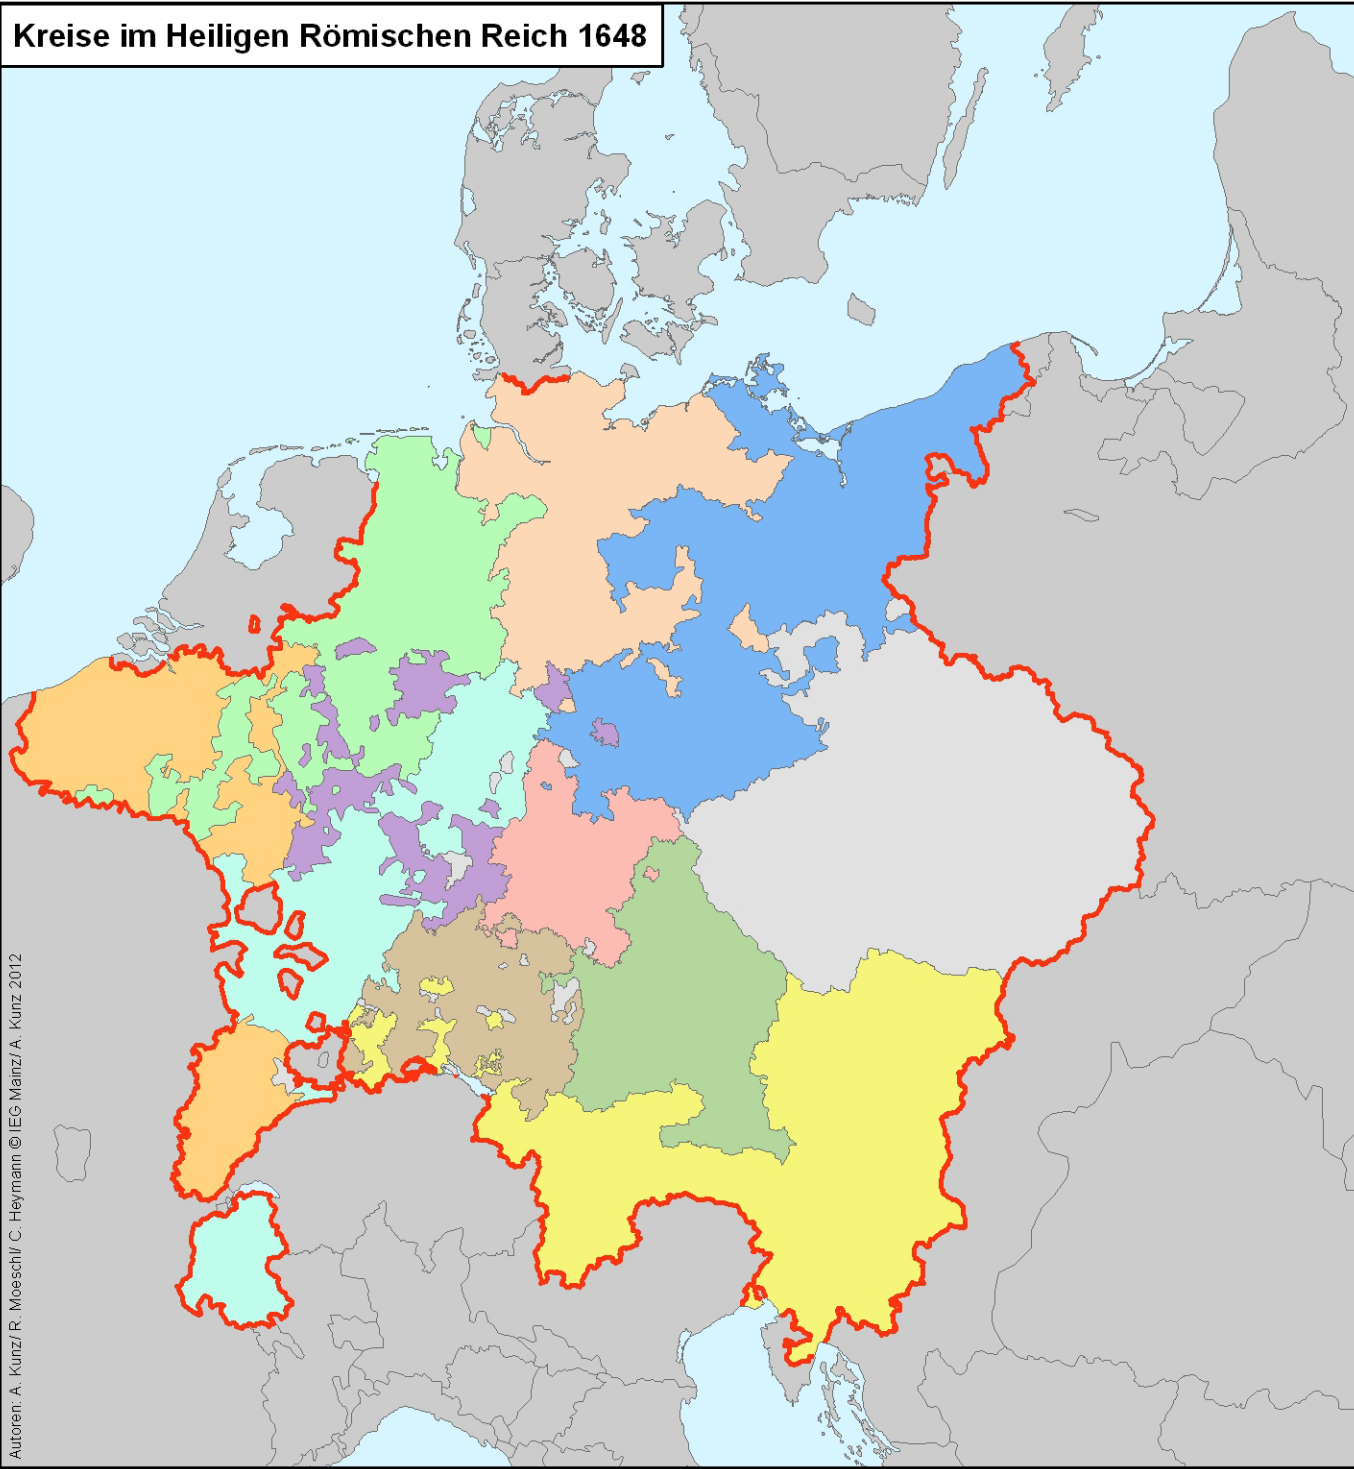 Kreise im Heiligen Römischen Reich 1648
Autoren: A. Kunz/ R. Moeschl/ C. Heymann © IEG Mainz/ A. Kunz 2012